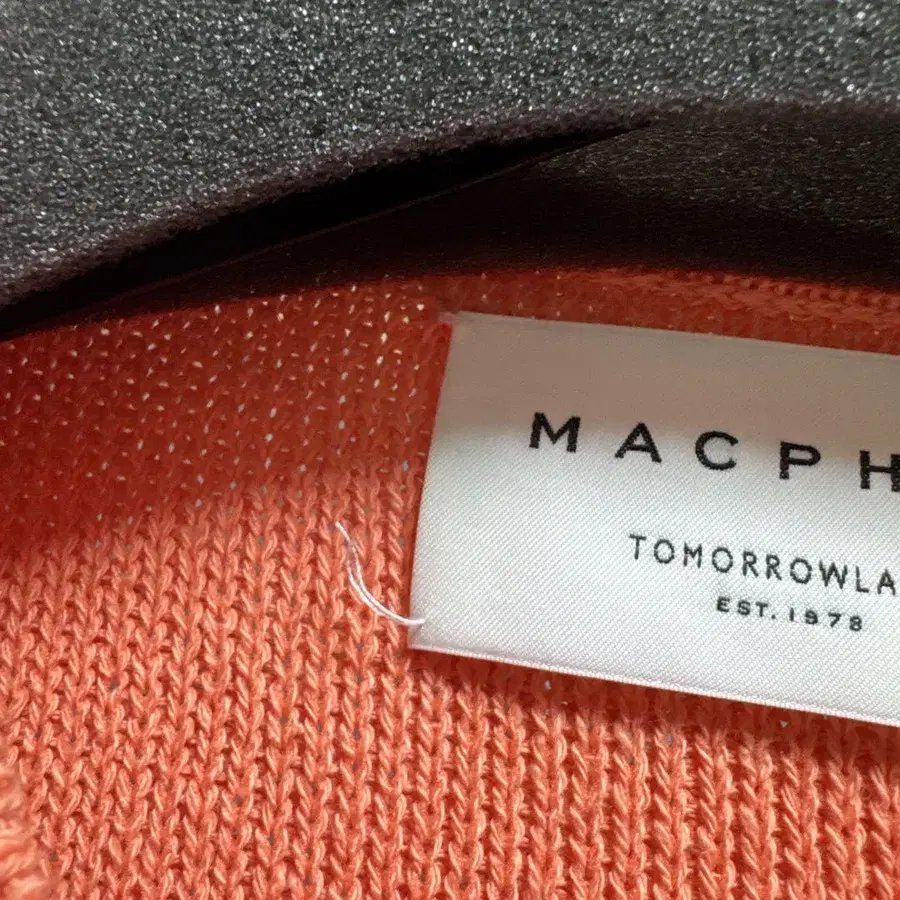 MACPH
TOMORROWLA
EST. 1978